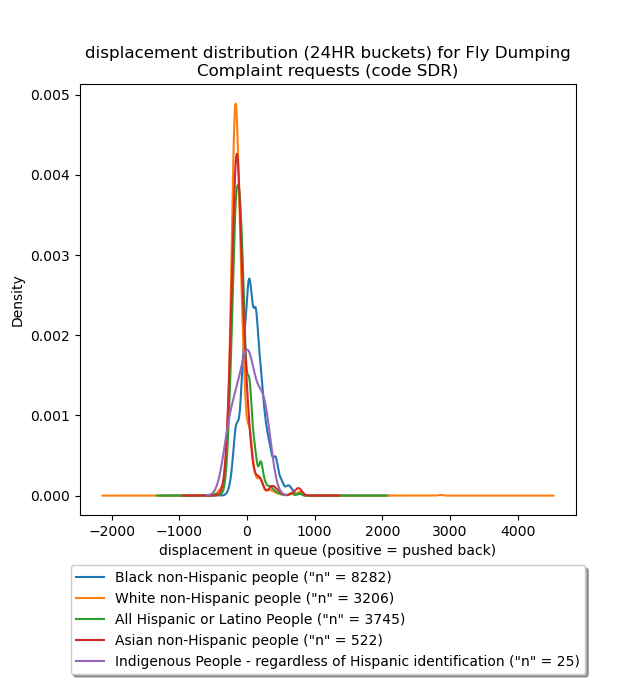 displacement distribution (24HR buckets) for Fly Dumping
Complaint requests (code SDR)
0.005
0.004
0.003
0.002
0.001
0.000
Density
−2000 −1000 0 1000 2000 3000 4000
displacement in queue (positive = pushed back)
Black non-Hispanic people ("n" = 8282)
White non-Hispanic people ("n" = 3206)
All Hispanic or Latino People ("n" = 3745)
Asian non-Hispanic people ("n" = 522)
Indigenous People - regardless of Hispanic identification ("n" = 25)